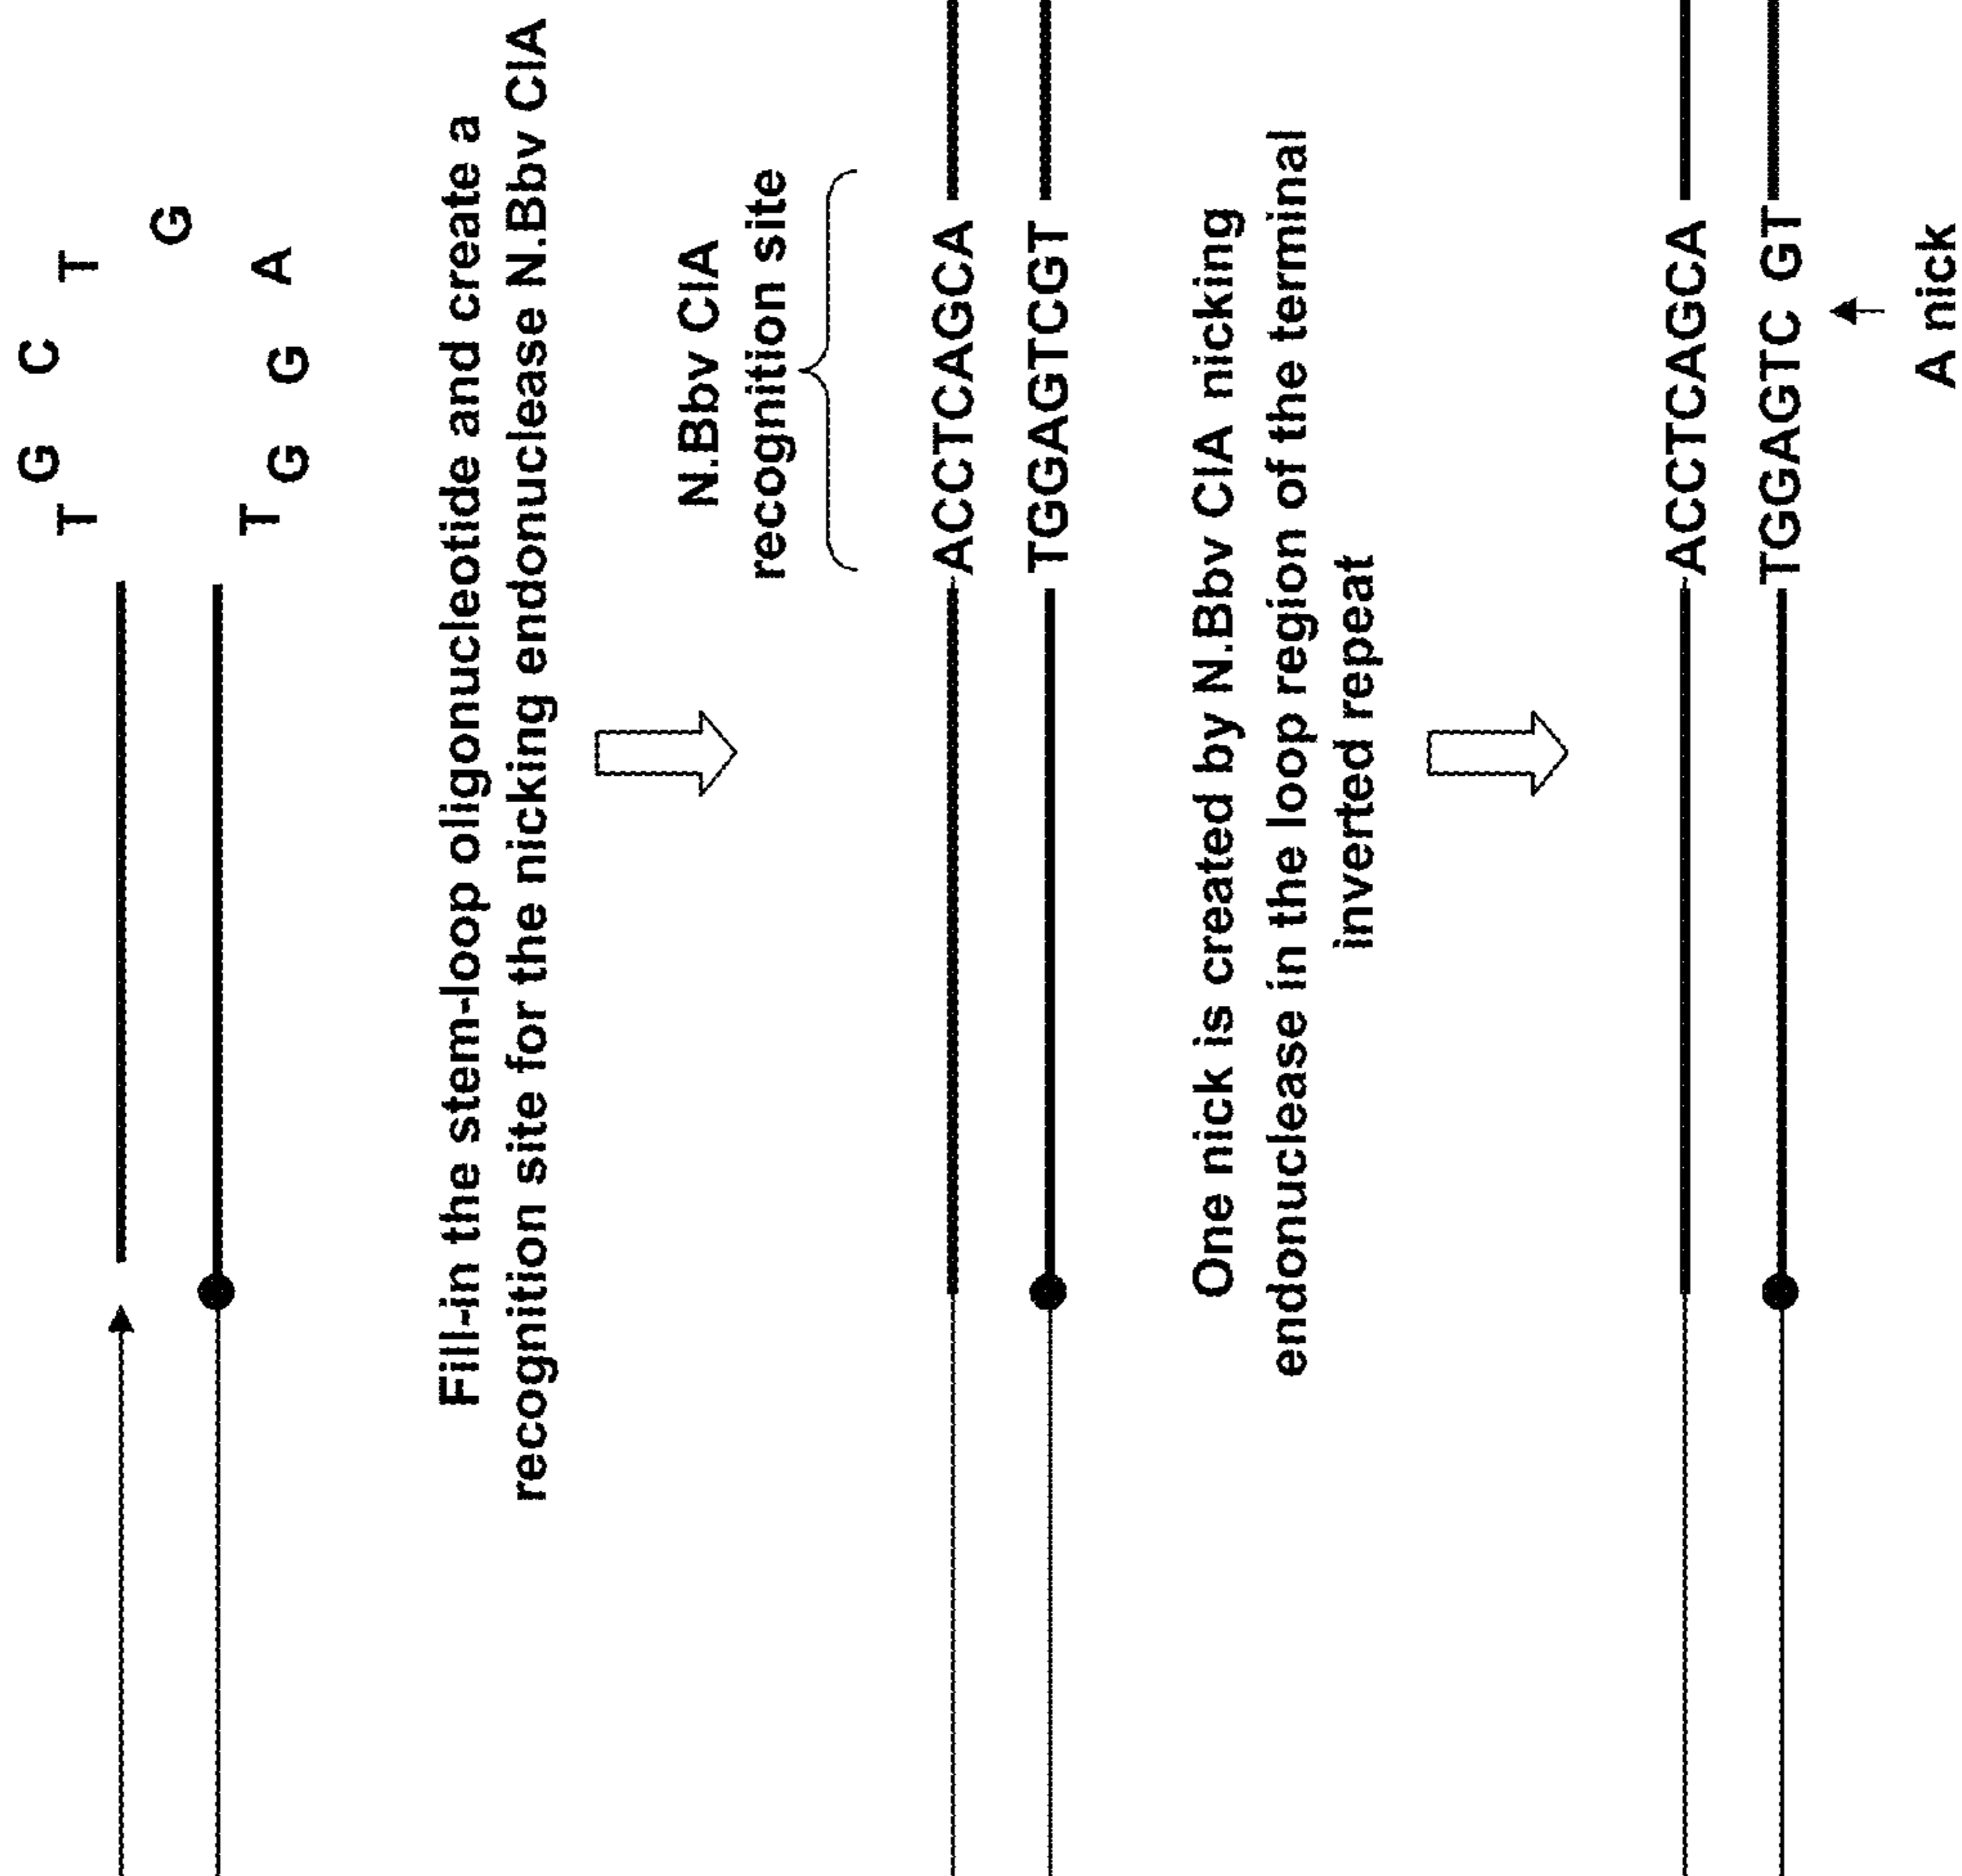 G C
T T
G
T A
G G
Fill-in the stem-loop oligonucleotide and create a
recognition site for the nicking endonuclease N.Bbv CIA
N.Bbv CIA
recognition site
ACCTCAGCA
TGGAGTCGT
One nick is created by N.Bbv CIA nicking
endonuclease in the loop region of the terminal
inverted repeat
ACCTCAGCA
TGGAGTC GT
A nick